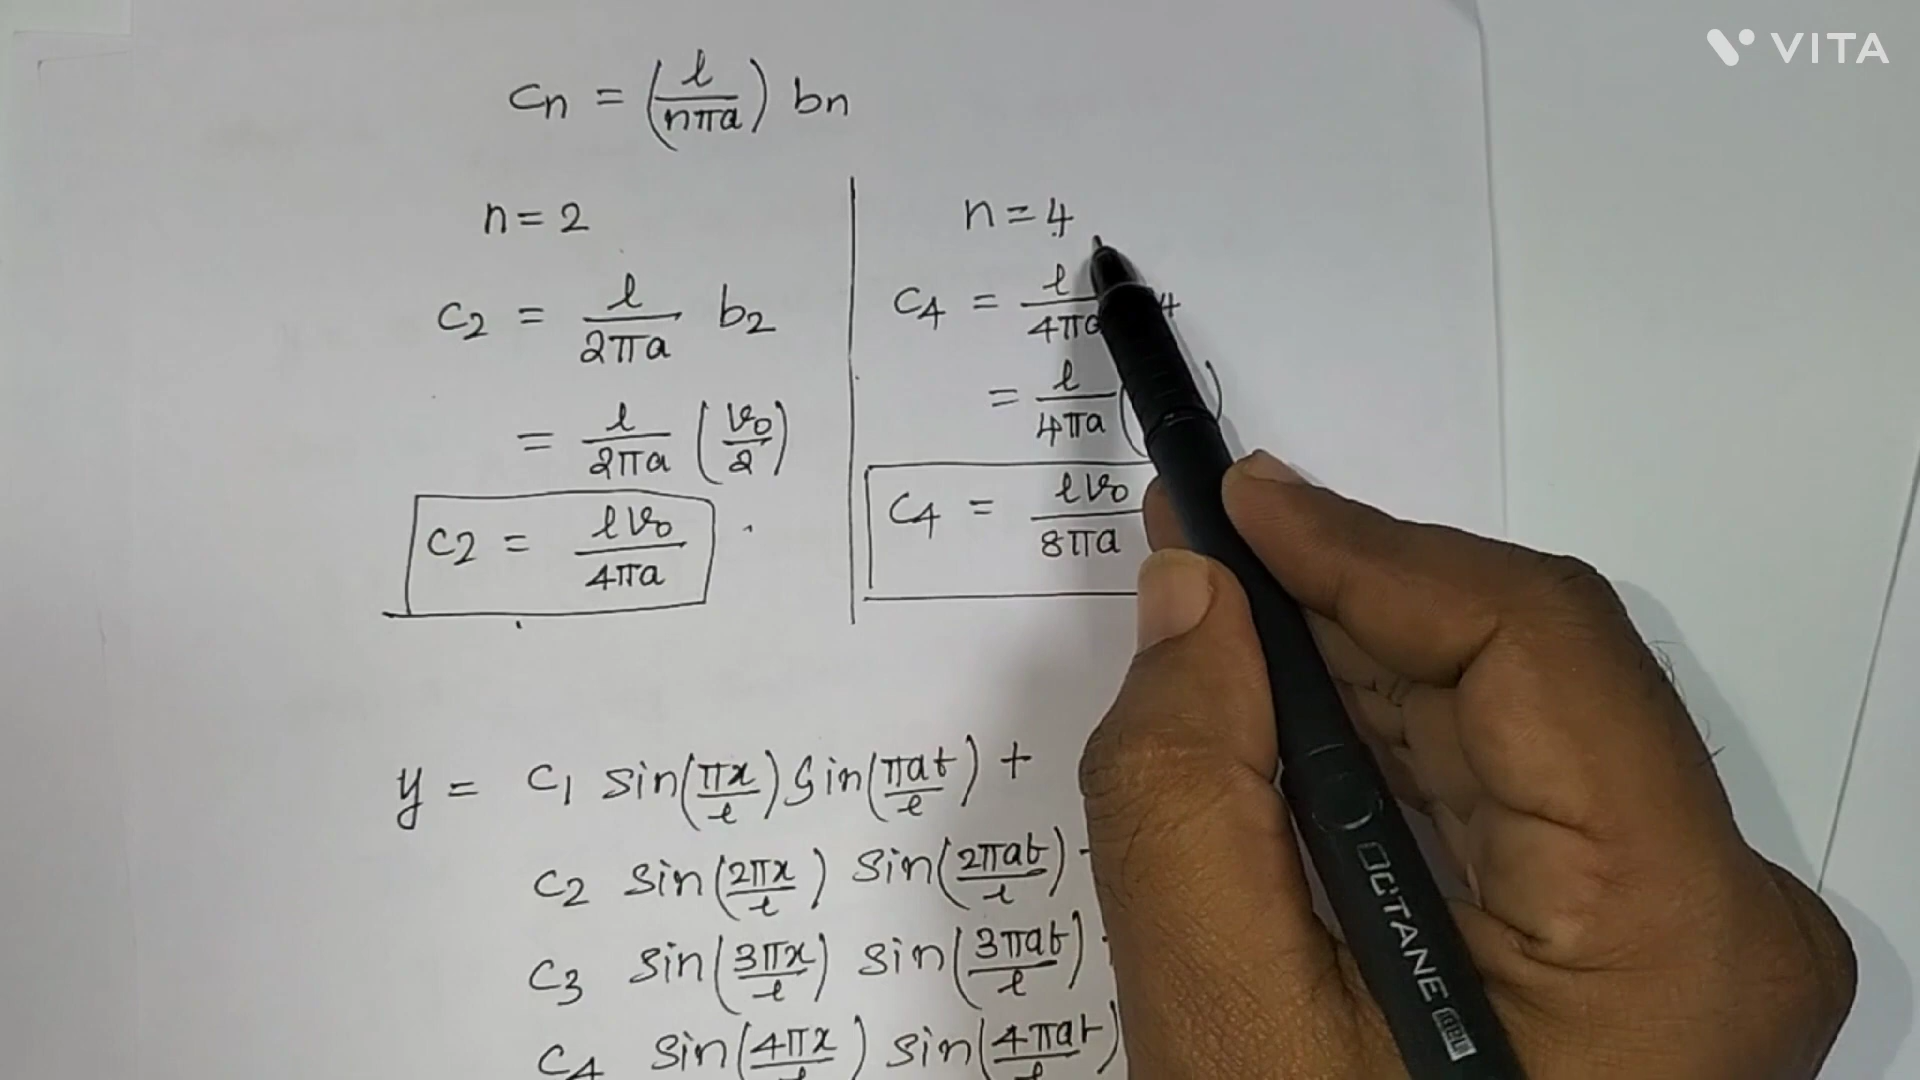 VITA
Cn = (l/nπa) bn
n = 2
C2 = l/2πa b2
= l/2πa (v0/2)
C2 = lv0/4πa
n = 4
C4 = l/4πa 4
= l/4πa ( )
C4 = lv0/8πa
y = C1 sin(πx/l) sin(πat/l) +
C2 sin(2πx/l) sin(2πat/l) +
C3 sin(3πx/l) sin(3πat/l)
C4 sin(4πx/l) sin(4πat/l)
OCTANE
GEL